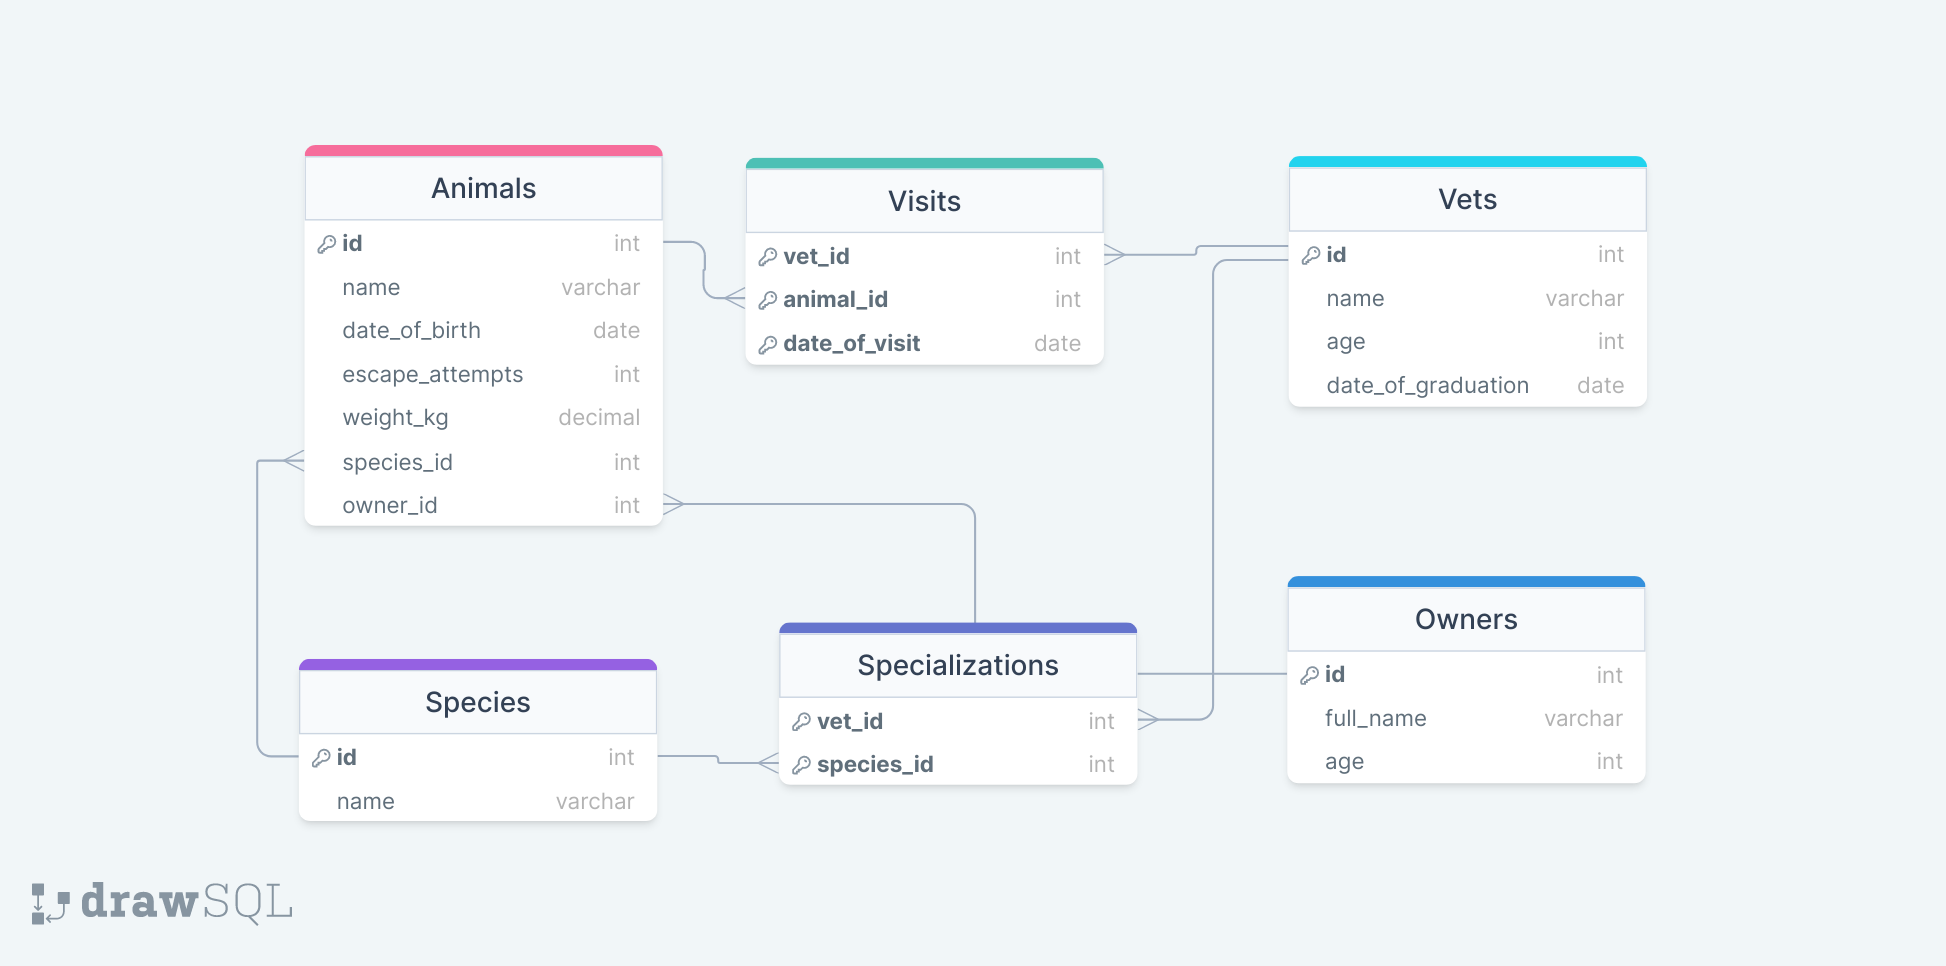 Animals
id int
name varchar
date_of_birth date
escape_attempts int
weight_kg decimal
species_id int
owner_id int
Visits
vet_id int
animal_id int
date_of_visit date
Vets
id int
name varchar
age int
date_of_graduation date
Species
id int
name varchar
Specializations
vet_id int
species_id int
Owners
id int
full_name varchar
age int
drawSQL